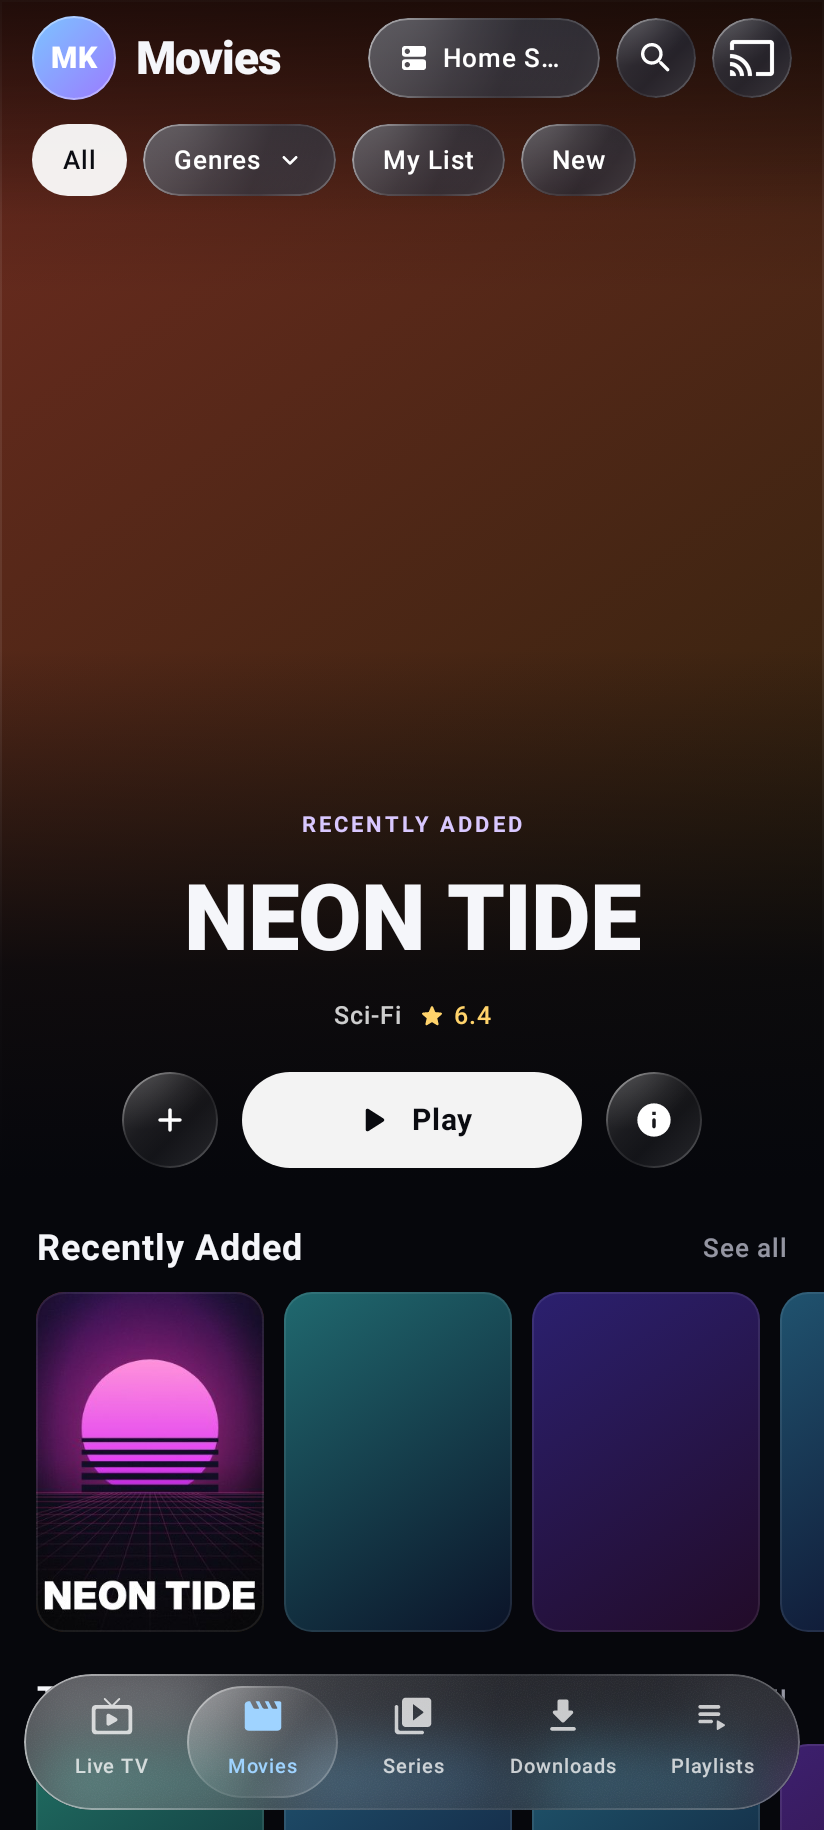 MK Movies Home S...
All Genres My List New
RECENTLY ADDED
NEON TIDE
Sci-Fi 6.4
Play
Recently Added See all
NEON TIDE
Live TV Movies Series Downloads Playlists